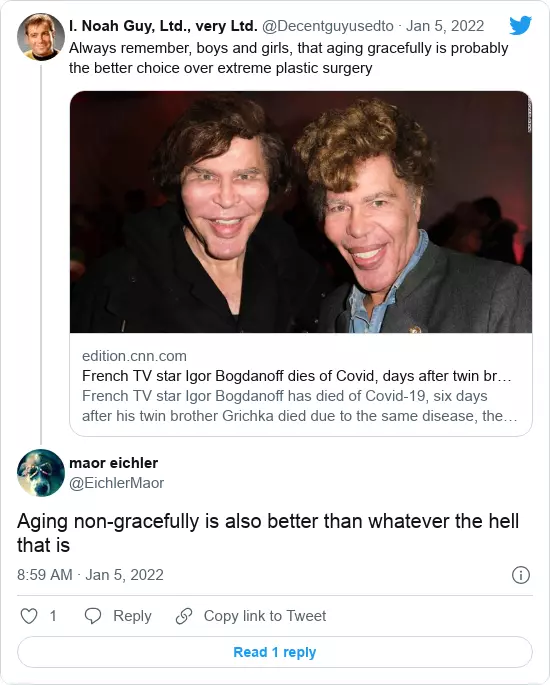 I. Noah Guy, Ltd., very Ltd. @Decentguyusedto · Jan 5, 2022
Always remember, boys and girls, that aging gracefully is probably
the better choice over extreme plastic surgery
edition.cnn.com
French TV star Igor Bogdanoff dies of Covid, days after twin br…
French TV star Igor Bogdanoff has died of Covid-19, six days
after his twin brother Grichka died due to the same disease, the…
maor eichler
@EichlerMaor
Aging non-gracefully is also better than whatever the hell
that is
8:59 AM · Jan 5, 2022
1 Reply Copy link to Tweet
Read 1 reply